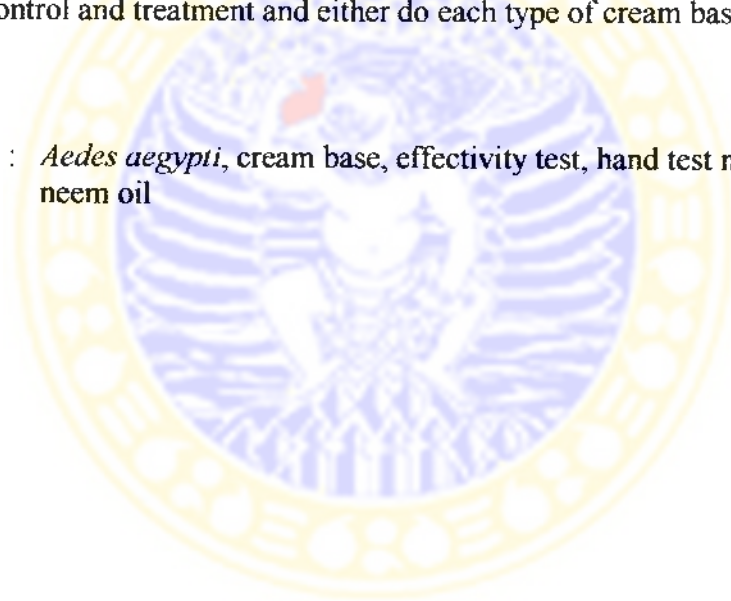 control and treatment and either do each type of cream bas
: Aedes aegypti, cream base, effectivity test, hand test
neem oil